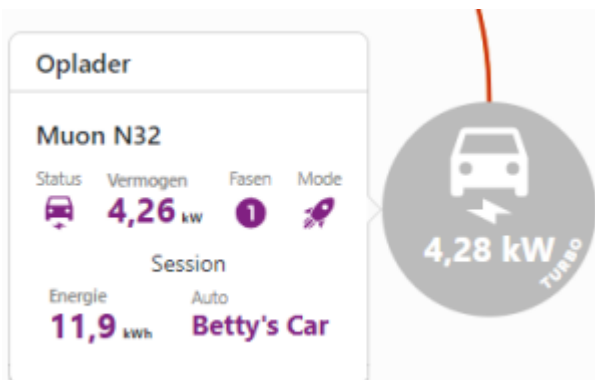 Oplader
Muon N32
Status Vermogen Fasen Mode
4,26 kW 1
Session
Energie Auto
11,9 kWh Betty's Car
4,28 kW
TURBO